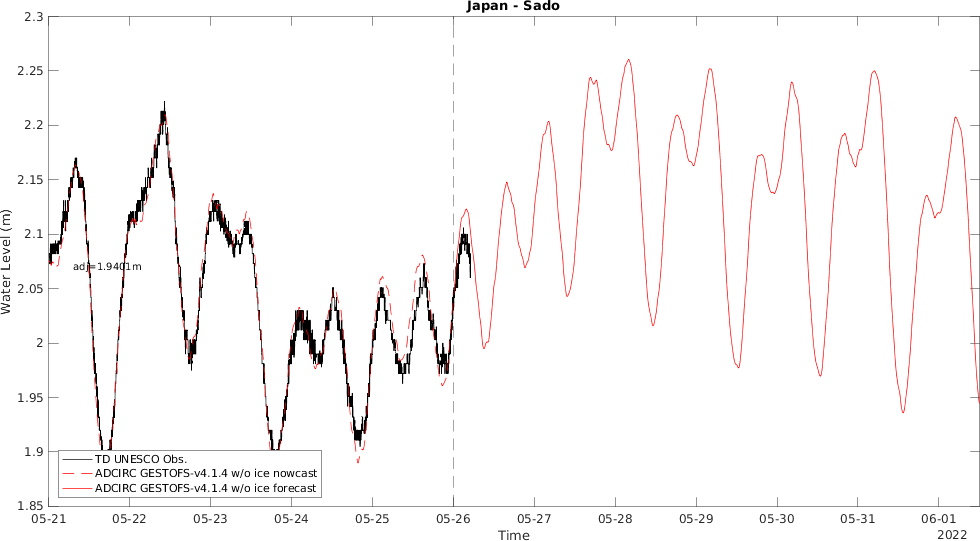 Japan - Sado
2.3
2.25
2.2
2.15
2.1
2.05
2
1.95
1.9
1.85
Water Level (m)
adj=1.9401m
TD UNESCO Obs.
ADCIRC GESTOFS-v4.1.4 w/o ice nowcast
ADCIRC GESTOFS-v4.1.4 w/o ice forecast
05-21 05-22 05-23 05-24 05-25 05-26 05-27 05-28 05-29 05-30 05-31 06-01
Time
2022